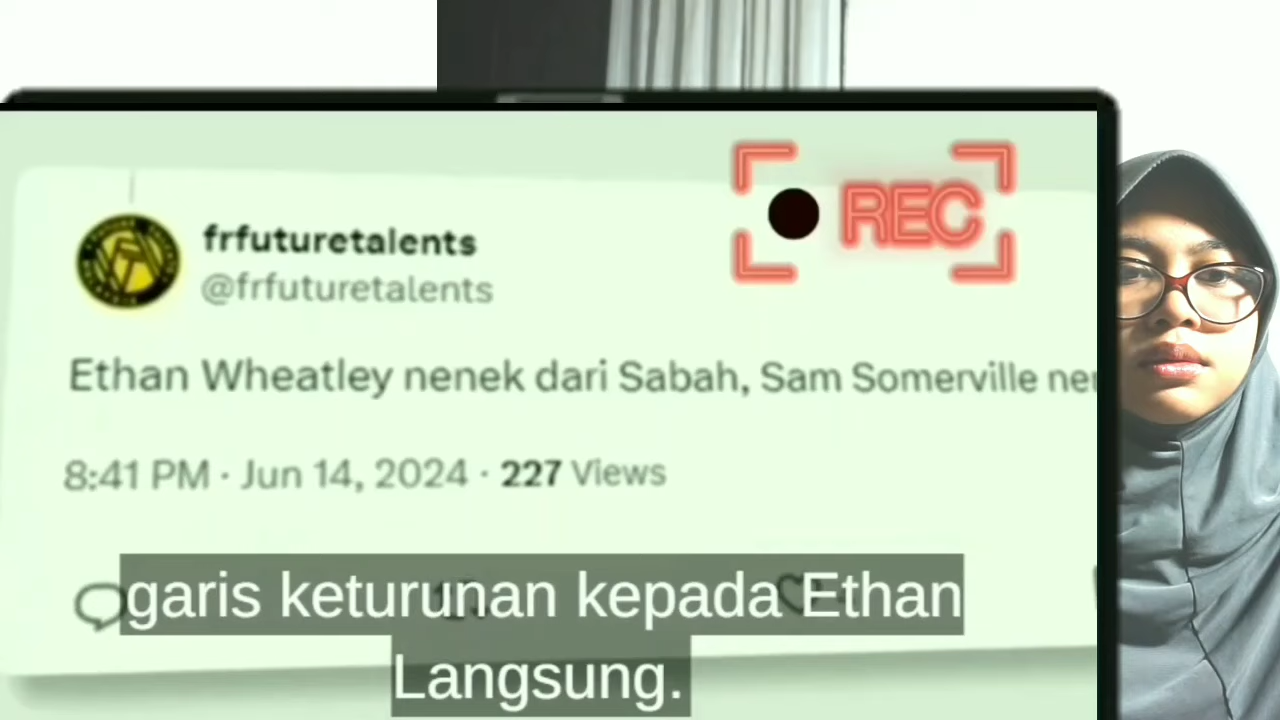 REC
frfuturetalents
@frfuturetalents
Ethan Wheatley nenek dari Sabah, Sam Somerville
8:41 PM · Jun 14, 2024 · 227 Views
garis keturunan kepada Ethan
Langsung.